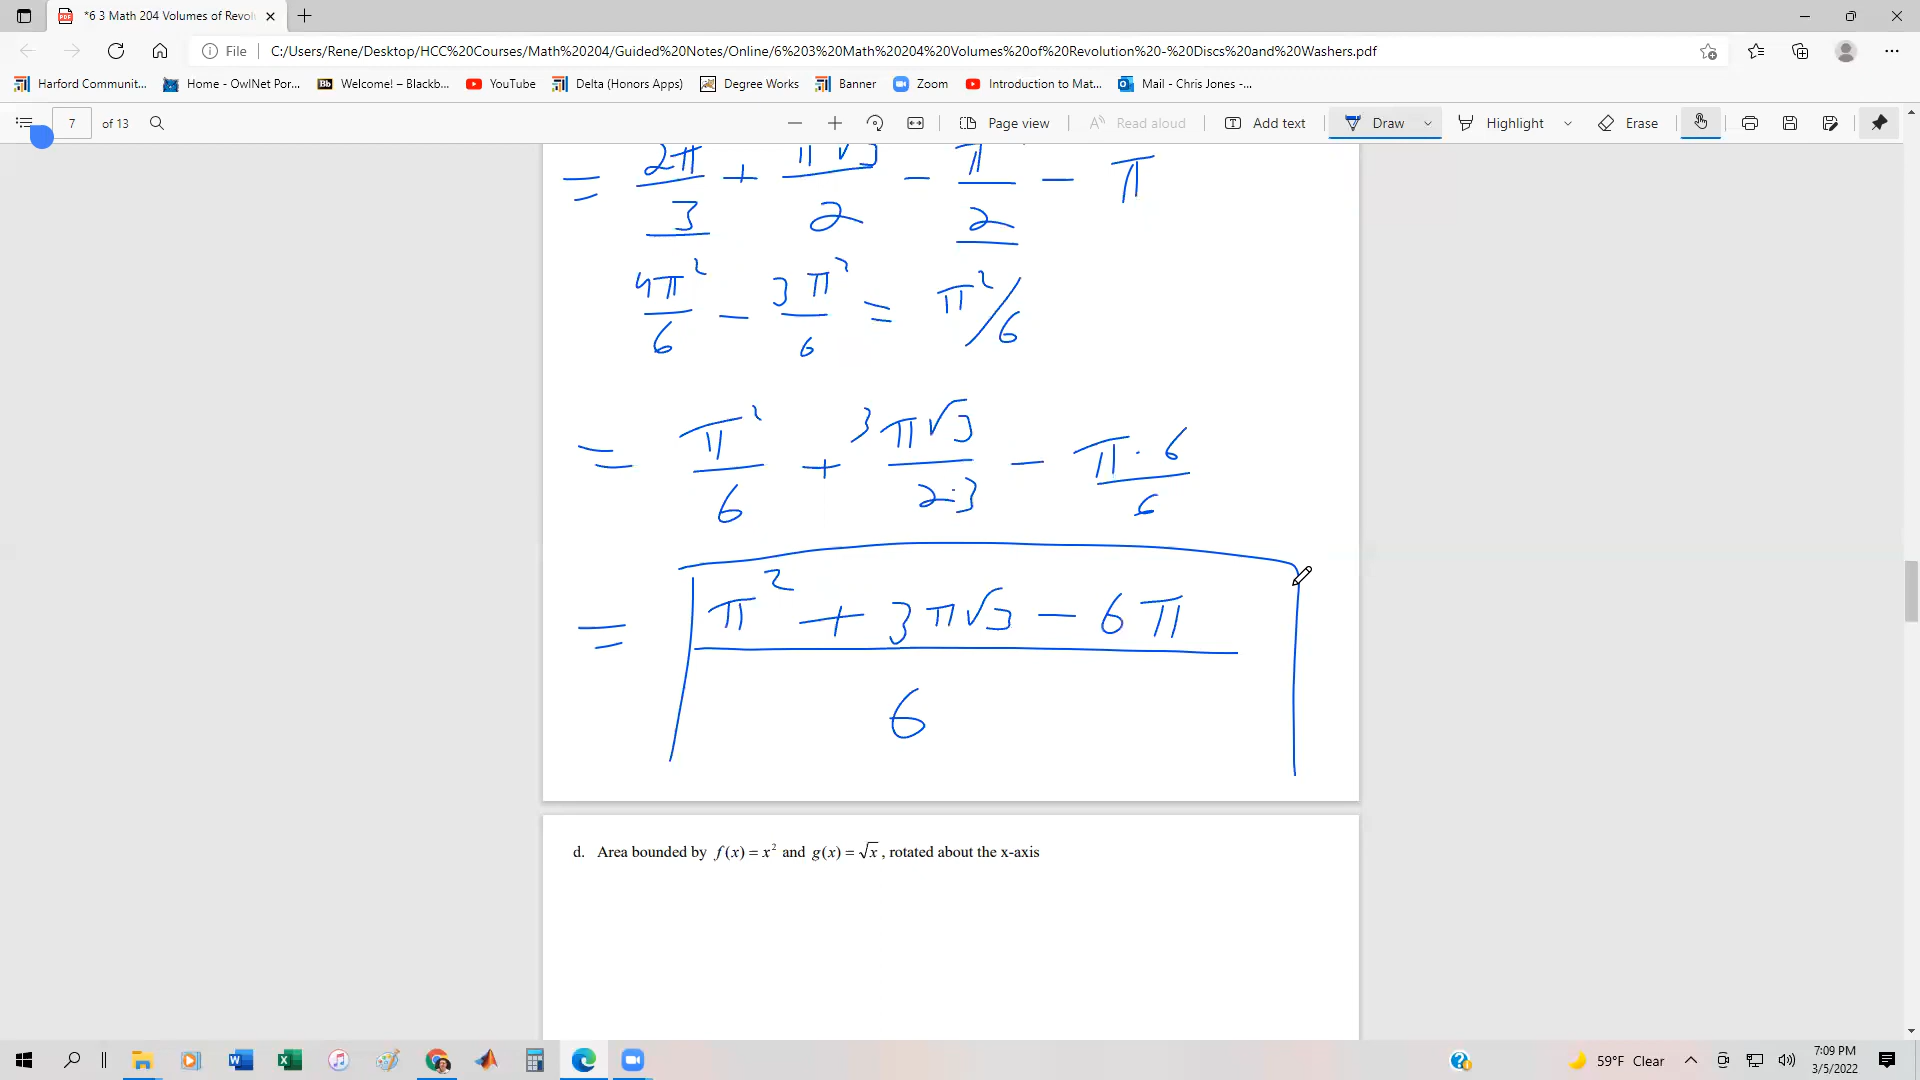 *6 3 Math 204 Volumes of Revol
File C:/Users/Rene/Desktop/HCC%20Courses/Math%20204/Guided%20Notes/Online/6%203%20Math%20204%20Volumes%20of%20Revolution%20-%20Discs%20and%20Washers.pdf
Harford Communit... Home - OwlNet Por... Bb Welcome! – Blackb... YouTube Delta (Honors Apps) Degree Works Banner Zoom Introduction to Mat... Mail - Chris Jones -...
7 of 13 Page view Read aloud Add text Draw Highlight Erase
= 2π/3 + π√3/2 − π/2 − π
4π²/6 − 3π²/6 = π²/6
= π²/6 + 3π√3/2·3 − π·6/6
= π² + 3π√3 − 6π
6
d. Area bounded by f(x) = x² and g(x) = √x, rotated about the x-axis
59°F Clear 7:09 PM
3/5/2022